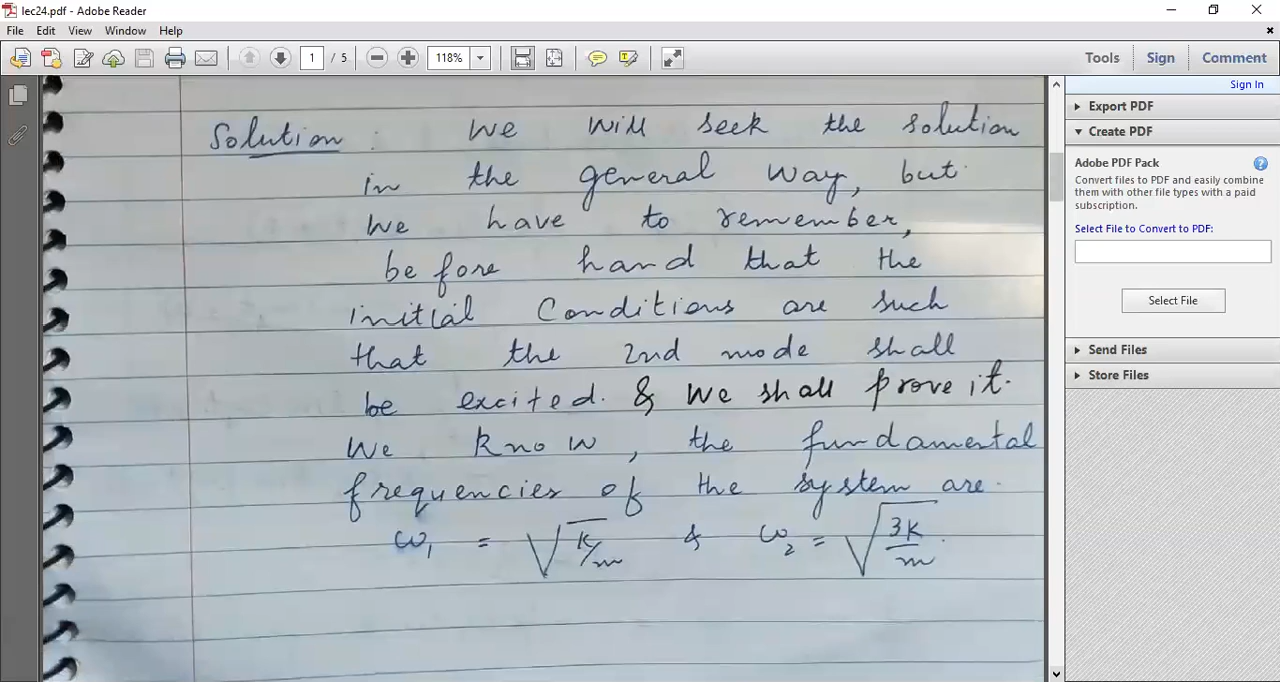 lec24.pdf - Adobe Reader
File Edit View Window Help
1 / 5 118%
Tools Sign Comment
Sign In
Export PDF
Create PDF
Adobe PDF Pack
Convert files to PDF and easily combine
them with other file types with a paid
subscription.
Select File to Convert to PDF:
Select File
Send Files
Store Files
Solution : We will seek the solution
in the general way, but
we have to remember,
before hand that the
initial conditions are such
that the 2nd mode shall
be excited. & we shall prove it.
We know, the fundamental
frequencies of the system are.
ω₁ = √K/m & ω₂ = √3K/m.